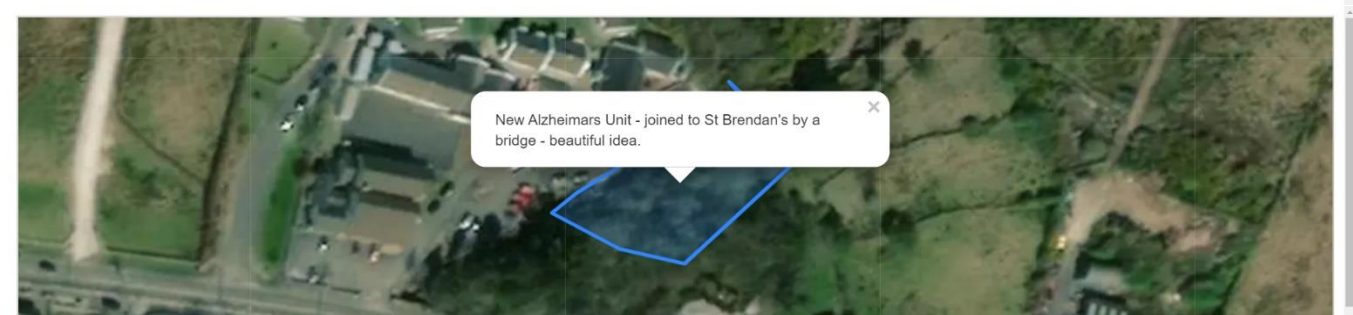 New Alzheimars Unit - joined to St Brendan's by a
bridge - beautiful idea.